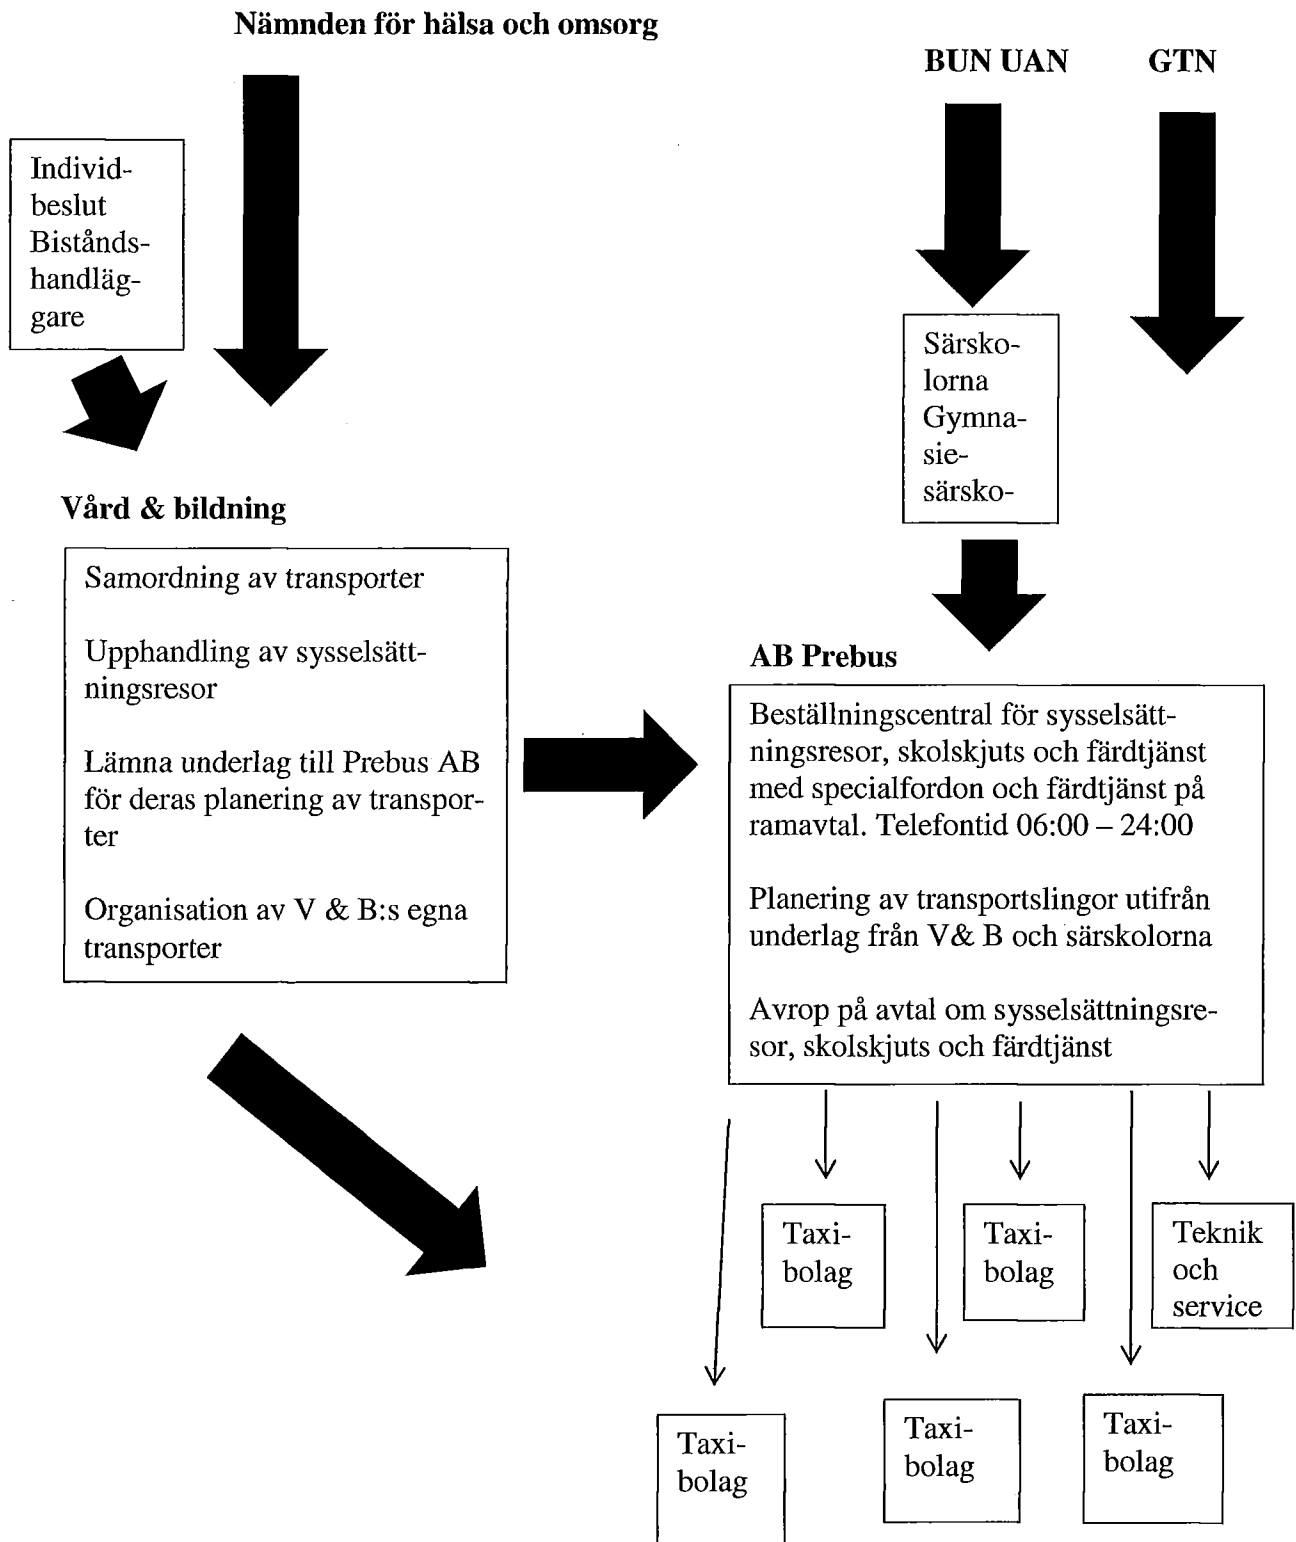 Nämnden för hälsa och omsorg
BUN UAN
GTN
Individ-
beslut
Bistånds-
handläg-
gare
Särsko-
lorna
Gymna-
sie-
särsko-
Vård & bildning
Samordning av transporter
Upphandling av sysselsätt-
ningsresor
Lämna underlag till Prebus AB
för deras planering av transpor-
ter
Organisation av V & B:s egna
transporter
AB Prebus
Beställningscentral för sysselsätt-
ningsresor, skolskjuts och färdtjänst
med specialfordon och färdtjänst på
ramavtal. Telefontid 06:00 – 24:00
Planering av transportslingor utifrån
underlag från V& B och särskolorna
Avrop på avtal om sysselsättningsre-
sor, skolskjuts och färdtjänst
Taxi-
bolag
Taxi-
bolag
Teknik
och
service
Taxi-
bolag
Taxi-
bolag
Taxi-
bolag